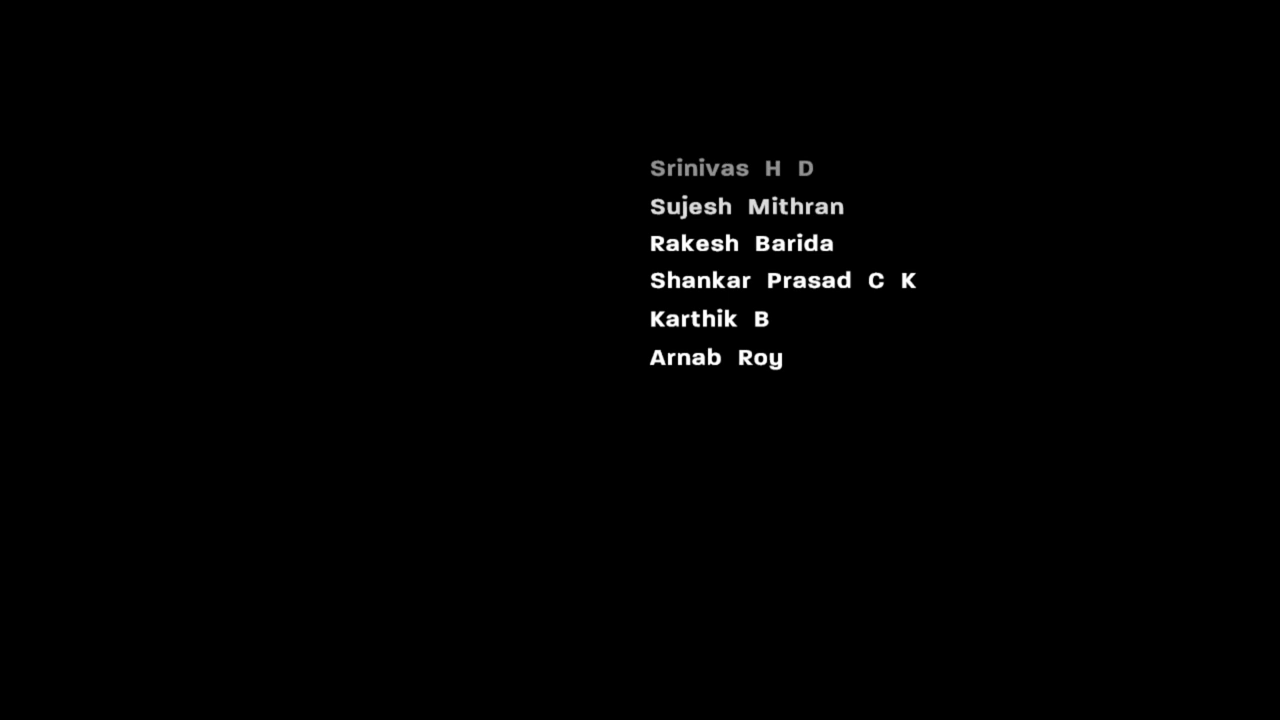 Srinivas H D
Sujesh Mithran
Rakesh Barida
Shankar Prasad C K
Karthik B
Arnab Roy